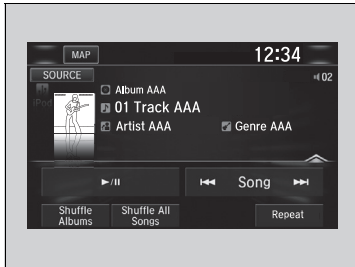 MAP
12:34
SOURCE
02
iPod
Album AAA
01 Track AAA
Artist AAA
Genre AAA
Song
Shuffle Albums
Shuffle All Songs
Repeat